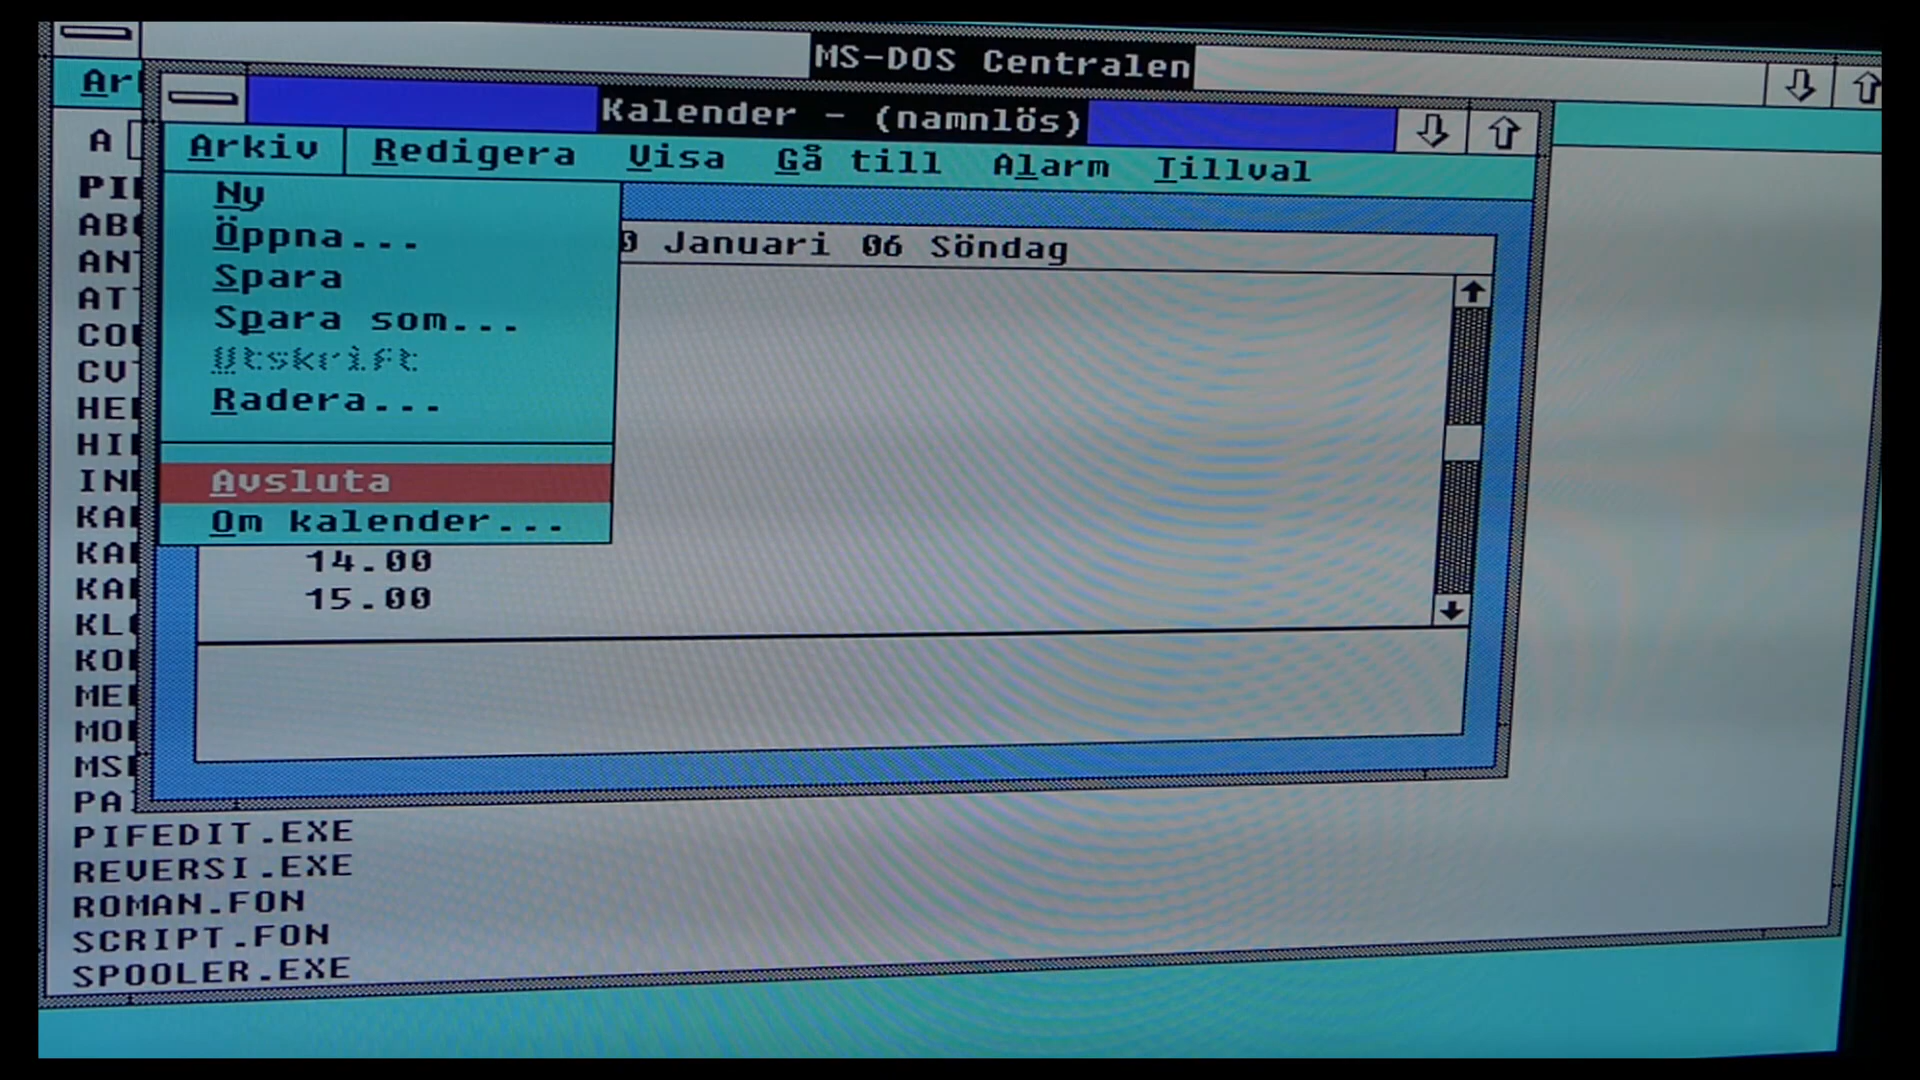 MS-DOS Centralen
Kalender - (namnlös)
Arkiv Redigera Visa Gå till Alarm Tillval
A
Ny
Öppna...
Spara
Spara som...
Utskrift
Radera...
Avsluta
Om kalender...
0 Januari 06 Söndag
14.00
15.00
PIFEDIT.EXE
REVERSI.EXE
ROMAN.FON
SCRIPT.FON
SPOOLER.EXE